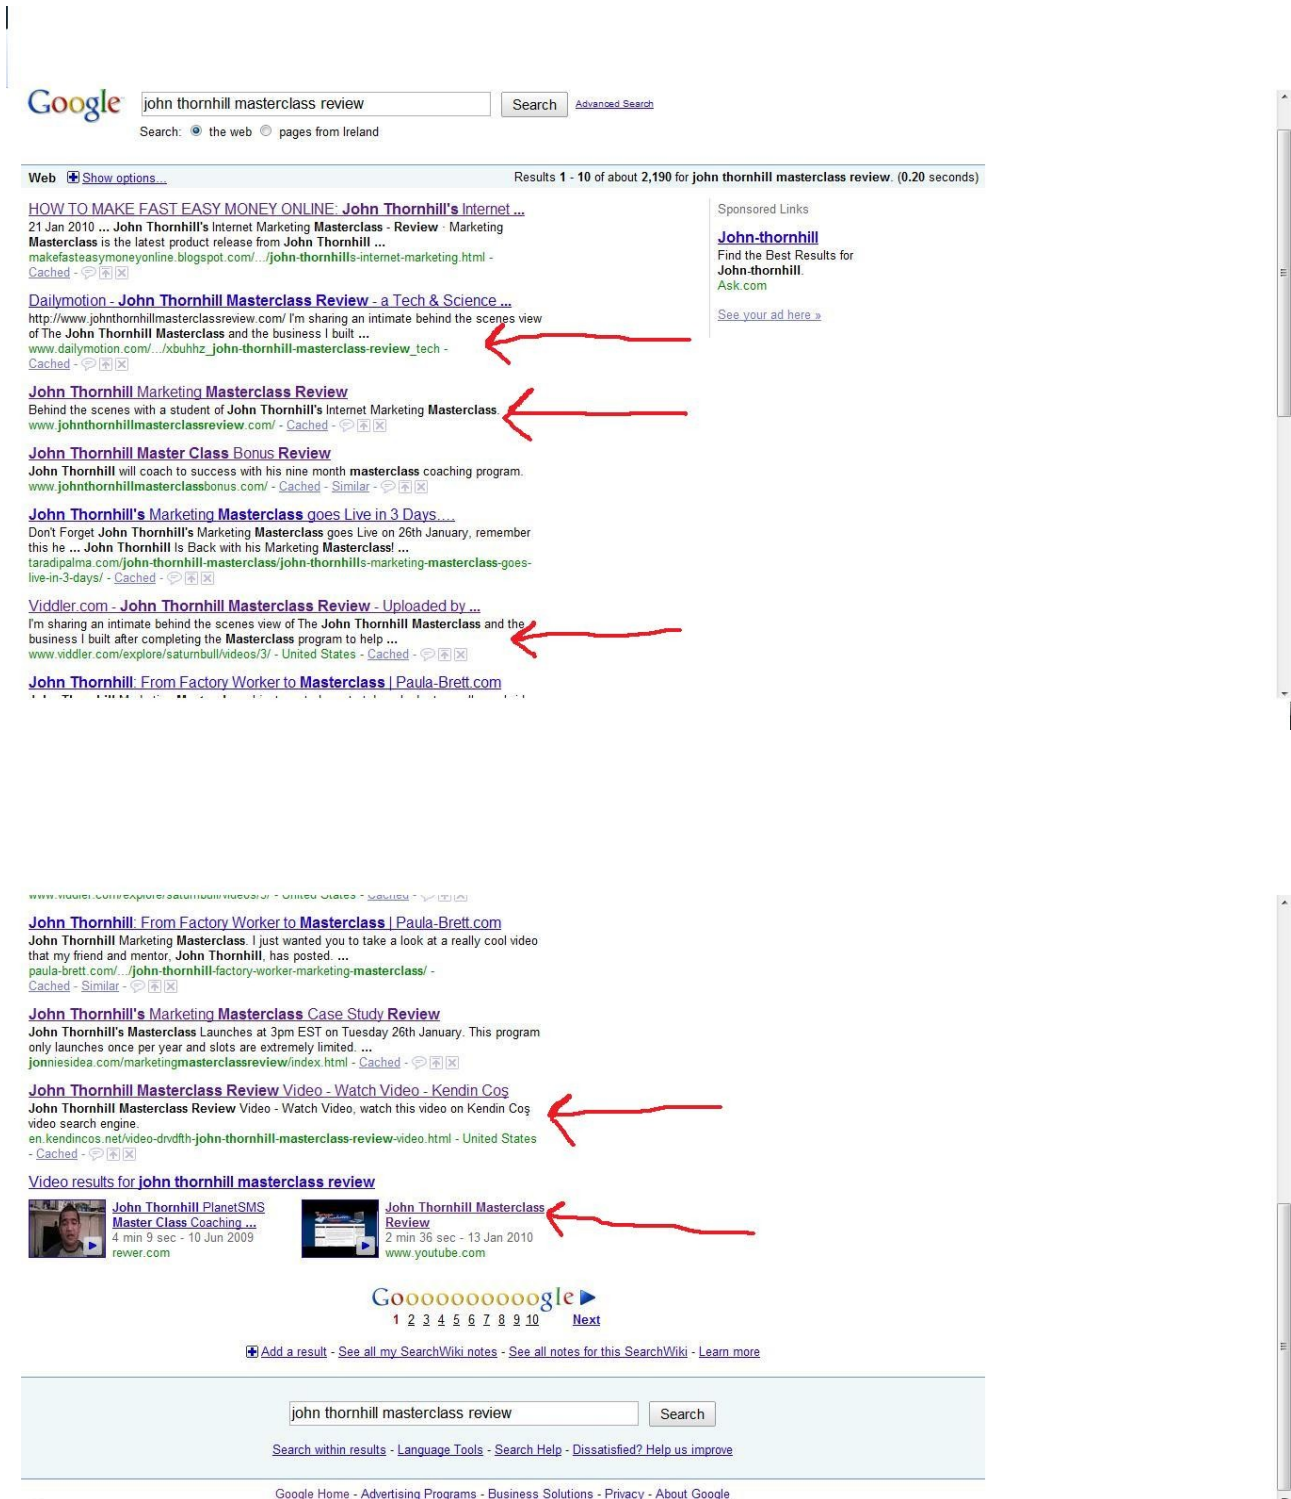 Google
john thornhill masterclass review
Search
Advanced Search
Search: the web pages from Ireland
Web Show options...
Results 1 - 10 of about 2,190 for john thornhill masterclass review. (0.20 seconds)
HOW TO MAKE FAST EASY MONEY ONLINE: John Thornhill's Internet ...
21 Jan 2010 ... John Thornhill's Internet Marketing Masterclass - Review · Marketing
Masterclass is the latest product release from John Thornhill ...
makefasteasymoneyonline.blogspot.com/.../john-thornhills-internet-marketing.html -
Cached -
Dailymotion - John Thornhill Masterclass Review - a Tech & Science ...
http://www.johnthornhillmasterclassreview.com/ I'm sharing an intimate behind the scenes view
of The John Thornhill Masterclass and the business I built ...
www.dailymotion.com/.../xbuhhz_john-thornhill-masterclass-review_tech -
Cached -
John Thornhill Marketing Masterclass Review
Behind the scenes with a student of John Thornhill's Internet Marketing Masterclass.
www.johnthornhillmasterclassreview.com/ - Cached -
John Thornhill Master Class Bonus Review
John Thornhill will coach to success with his nine month masterclass coaching program.
www.johnthornhillmasterclassbonus.com/ - Cached - Similar -
John Thornhill's Marketing Masterclass goes Live in 3 Days....
Don't Forget John Thornhill's Marketing Masterclass goes Live on 26th January, remember
this he ... John Thornhill Is Back with his Marketing Masterclass! ...
taradipalma.com/john-thornhill-masterclass/john-thornhills-marketing-masterclass-goes-
live-in-3-days/ - Cached -
Viddler.com - John Thornhill Masterclass Review - Uploaded by ...
I'm sharing an intimate behind the scenes view of The John Thornhill Masterclass and the
business I built after completing the Masterclass program to help ...
www.viddler.com/explore/saturnbull/videos/3/ - United States - Cached -
John Thornhill: From Factory Worker to Masterclass | Paula-Brett.com
Sponsored Links
John-thornhill
Find the Best Results for
John-thornhill.
Ask.com
See your ad here »
www.viddler.com/explore/saturnbull/videos/3/ - United States - Cached -
John Thornhill: From Factory Worker to Masterclass | Paula-Brett.com
John Thornhill Marketing Masterclass. I just wanted you to take a look at a really cool video
that my friend and mentor, John Thornhill, has posted. ...
paula-brett.com/.../john-thornhill-factory-worker-marketing-masterclass/ -
Cached - Similar -
John Thornhill's Marketing Masterclass Case Study Review
John Thornhill's Masterclass Launches at 3pm EST on Tuesday 26th January. This program
only launches once per year and slots are extremely limited. ...
jonniesidea.com/marketingmasterclassreview/index.html - Cached -
John Thornhill Masterclass Review Video - Watch Video - Kendin Coş
John Thornhill Masterclass Review Video - Watch Video, watch this video on Kendin Coş
video search engine.
en.kendincos.net/video-drvdfth-john-thornhill-masterclass-review-video.html - United States
- Cached -
Video results for john thornhill masterclass review
John Thornhill PlanetSMS
Master Class Coaching ...
4 min 9 sec - 10 Jun 2009
revver.com
John Thornhill Masterclass
Review
2 min 36 sec - 13 Jan 2010
www.youtube.com
Goooooooooogle
1 2 3 4 5 6 7 8 9 10 Next
Add a result - See all my SearchWiki notes - See all notes for this SearchWiki - Learn more
john thornhill masterclass review
Search
Search within results - Language Tools - Search Help - Dissatisfied? Help us improve
Google Home - Advertising Programs - Business Solutions - Privacy - About Google